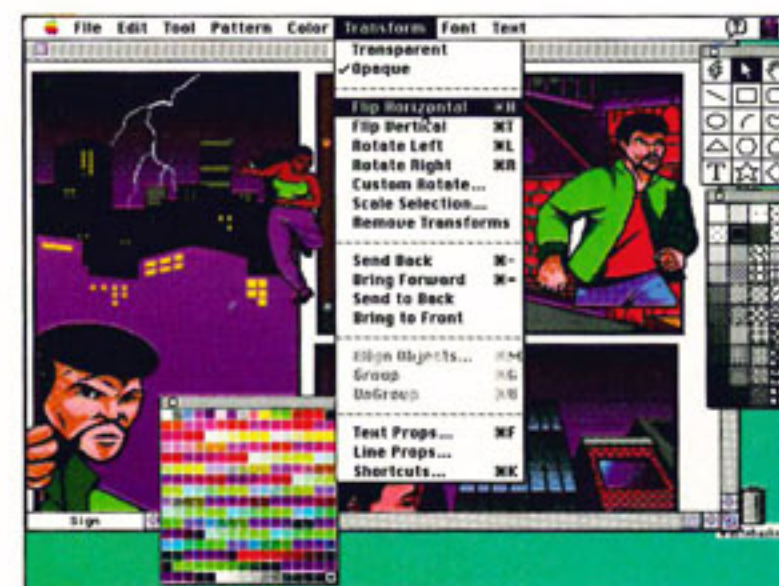 File Edit Tool Pattern Color Transform Font Text
Transparent
✓Opaque
Flip Horizontal ⌘H
Flip Vertical ⌘T
Rotate Left ⌘L
Rotate Right ⌘R
Custom Rotate...
Scale Selection...
Remove Transforms
Send Back ⌘-
Bring Forward ⌘=
Send to Back
Bring to Front
Align Objects... ⌘M
Group ⌘G
UnGroup ⌘U
Text Props... ⌘F
Line Props...
Shortcuts... ⌘K
T
Sign